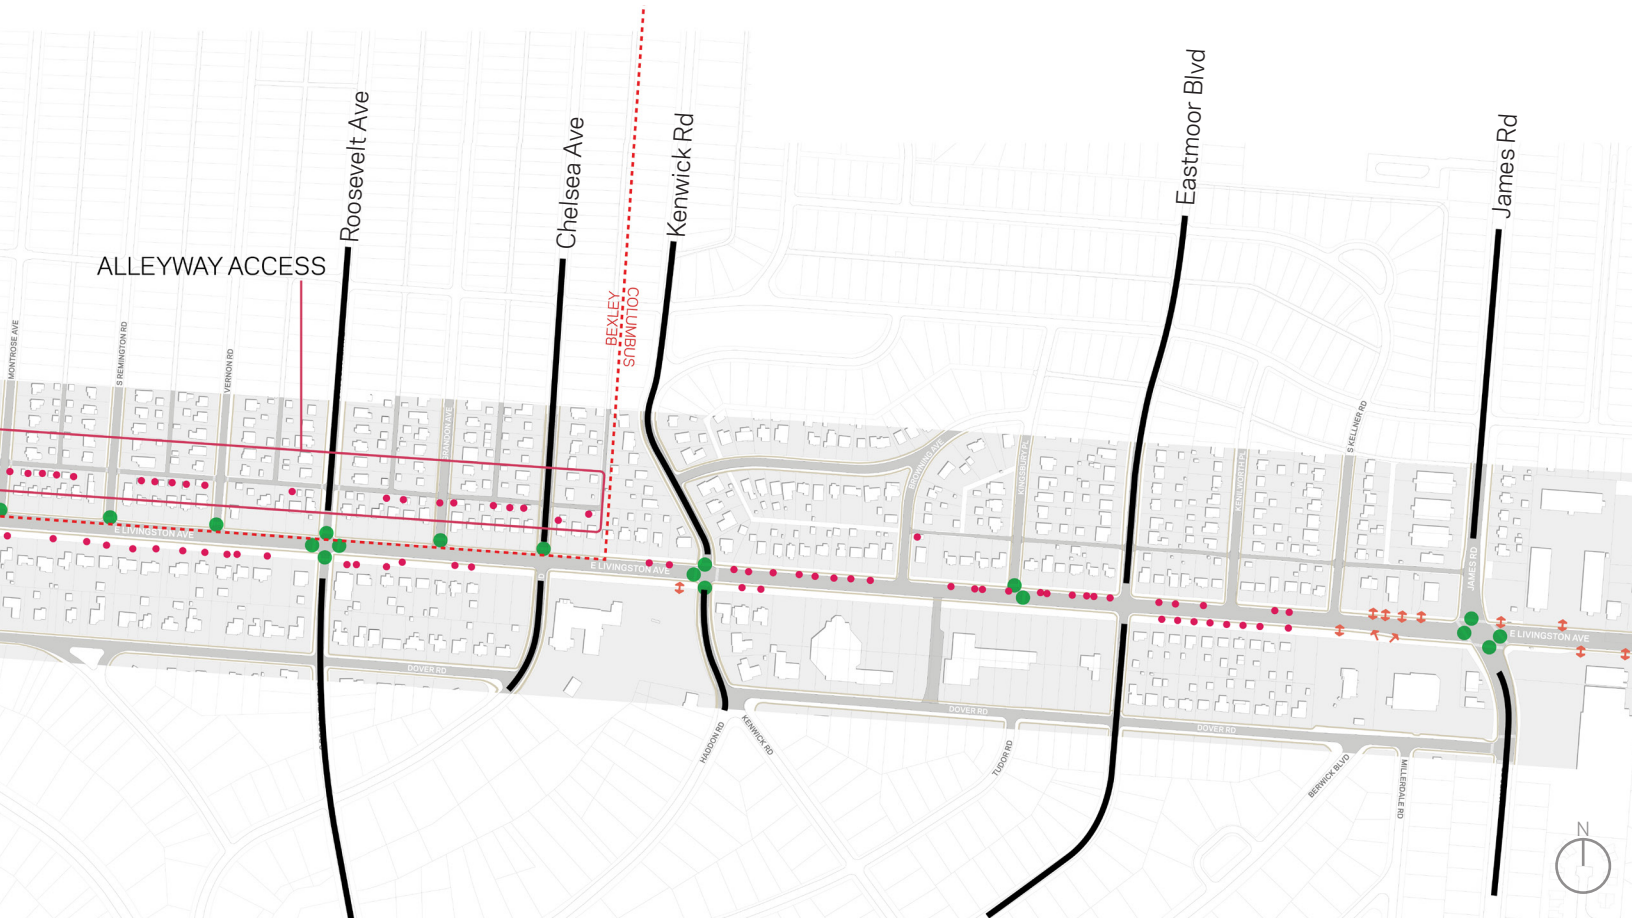 Roosevelt Ave
Chelsea Ave
Kenwick Rd
Eastmoor Blvd
James Rd
ALLEYWAY ACCESS
BEXLEY
COLUMBUS
MONTROSE AVE
S REMINGTON RD
VERNON RD
BROWNING AVE
KINGSBURY PL
S KELLNER RD
JAMES RD
E LIVINGSTON AVE
E LIVINGSTON AVE
E LIVINGSTON AVE
DOVER RD
DOVER RD
DOVER RD
HADDON RD
KENWICK RD
TUDOR RD
BERWICK BLVD
MILLERDALE RD
N